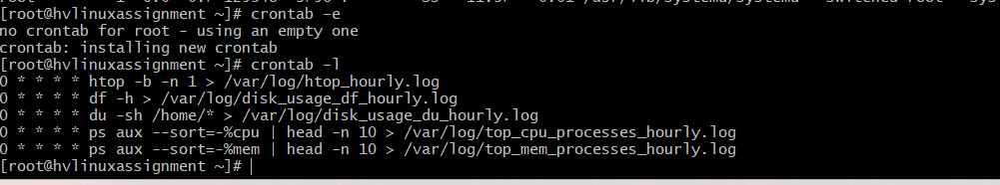 [root@hvlinuxassignment ~]# crontab -e
no crontab for root - using an empty one
crontab: installing new crontab
[root@hvlinuxassignment ~]# crontab -l
0 * * * * htop -b -n 1 > /var/log/htop_hourly.log
0 * * * * df -h > /var/log/disk_usage_df_hourly.log
0 * * * * du -sh /home/* > /var/log/disk_usage_du_hourly.log
0 * * * * ps aux --sort=-%cpu | head -n 10 > /var/log/top_cpu_processes_hourly.log
0 * * * * ps aux --sort=-%mem | head -n 10 > /var/log/top_mem_processes_hourly.log
[root@hvlinuxassignment ~]#